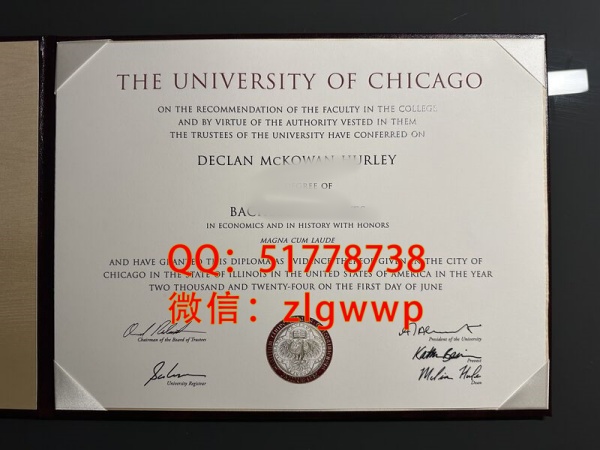 THE UNIVERSITY OF CHICAGO
ON THE RECOMMENDATION OF THE FACULTY IN THE COLLEGE
AND BY VIRTUE OF THE AUTHORITY VESTED IN THEM
THE TRUSTEES OF THE UNIVERSITY HAVE CONFERRED ON
DECLAN McKOWAN HURLEY
OF
IN ECONOMICS AND IN HISTORY WITH HONORS
MAGNA CUM LAUDE
AND HAVE GRANTED THIS DIPLOMA AS EVIDENCE THEREOF GIVEN IN THE CITY OF
QQ：51778738
CHICAGO IN THE STATE OF ILLINOIS IN THE UNITED STATES OF AMERICA IN THE YEAR
TWO THOUSAND AND TWENTY-FOUR ON THE FIRST DAY OF JUNE
微信：zlgwwp
Chairman of the Board of Trustees
President of the University
Provost
University Registrar
Dean